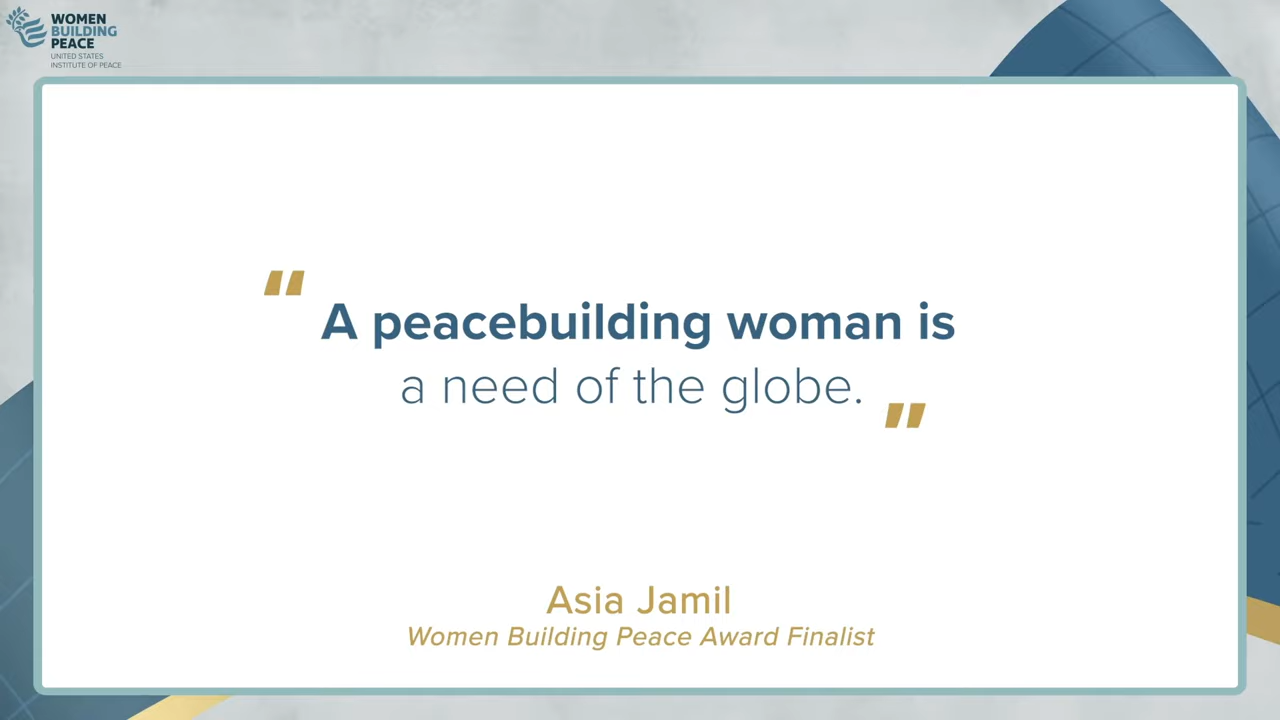 WOMEN
BUILDING
PEACE
UNITED STATES
INSTITUTE OF PEACE
"A peacebuilding woman is
a need of the globe."
Asia Jamil
Women Building Peace Award Finalist